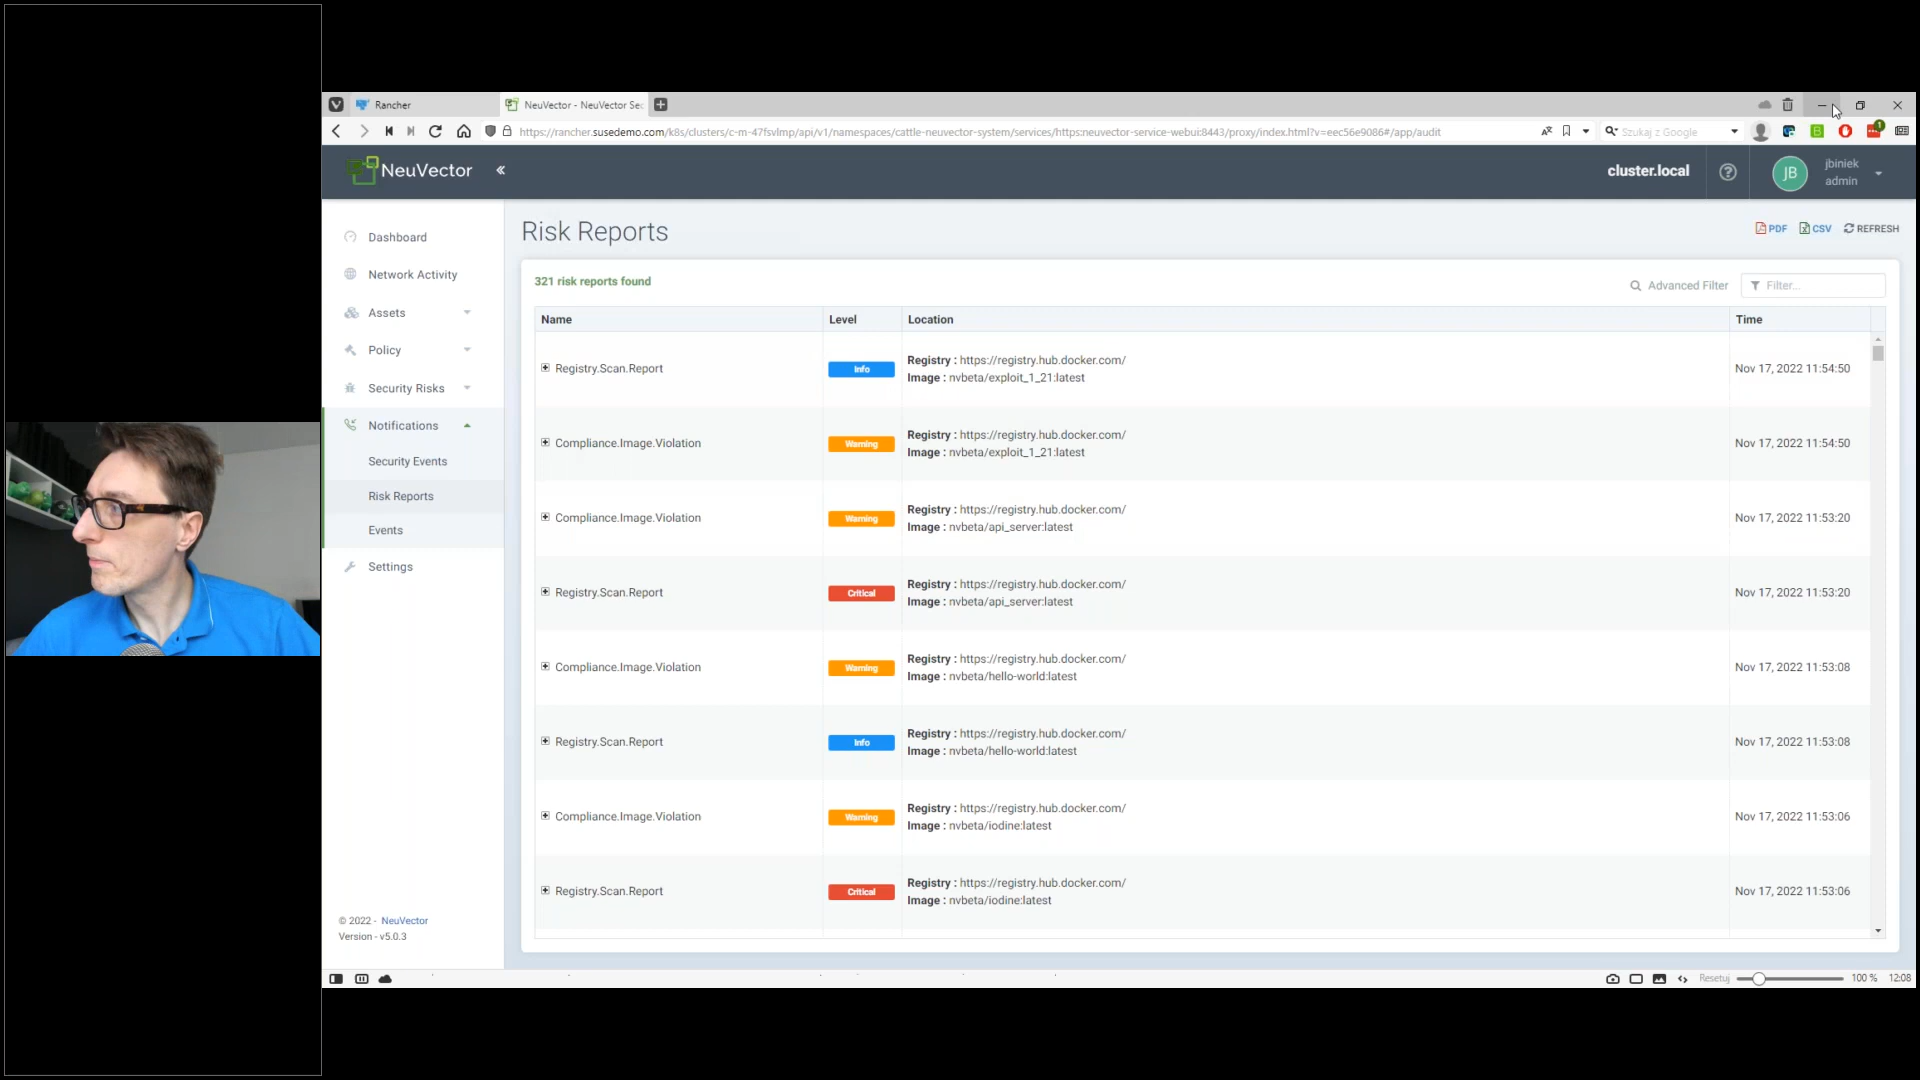 Rancher
NeuVector - NeuVector Sec
https://rancher.susedemo.com/k8s/clusters/c-m-47fsvlmp/api/v1/namespaces/cattle-neuvector-system/services/https:neuvector-service-webui:8443/proxy/index.html?v=eec56e9086#/app/audit
Szukaj z Google
1
NeuVector
cluster.local
JB
jbiniek
admin
Dashboard
Network Activity
Assets
Policy
Security Risks
Notifications
Security Events
Risk Reports
Events
Settings
© 2022 - NeuVector
Version - v5.0.3
Risk Reports
PDF CSV REFRESH
321 risk reports found
Advanced Filter
Filter...
Name Level Location Time
Registry.Scan.Report Info Registry : https://registry.hub.docker.com/
Image : nvbeta/exploit_1_21:latest
Nov 17, 2022 11:54:50
Compliance.Image.Violation Warning Registry : https://registry.hub.docker.com/
Image : nvbeta/exploit_1_21:latest
Nov 17, 2022 11:54:50
Compliance.Image.Violation Warning Registry : https://registry.hub.docker.com/
Image : nvbeta/api_server:latest
Nov 17, 2022 11:53:20
Registry.Scan.Report Critical Registry : https://registry.hub.docker.com/
Image : nvbeta/api_server:latest
Nov 17, 2022 11:53:20
Compliance.Image.Violation Warning Registry : https://registry.hub.docker.com/
Image : nvbeta/hello-world:latest
Nov 17, 2022 11:53:08
Registry.Scan.Report Info Registry : https://registry.hub.docker.com/
Image : nvbeta/hello-world:latest
Nov 17, 2022 11:53:08
Compliance.Image.Violation Warning Registry : https://registry.hub.docker.com/
Image : nvbeta/iodine:latest
Nov 17, 2022 11:53:06
Registry.Scan.Report Critical Registry : https://registry.hub.docker.com/
Image : nvbeta/iodine:latest
Nov 17, 2022 11:53:06
Resetuj 100 % 12:08